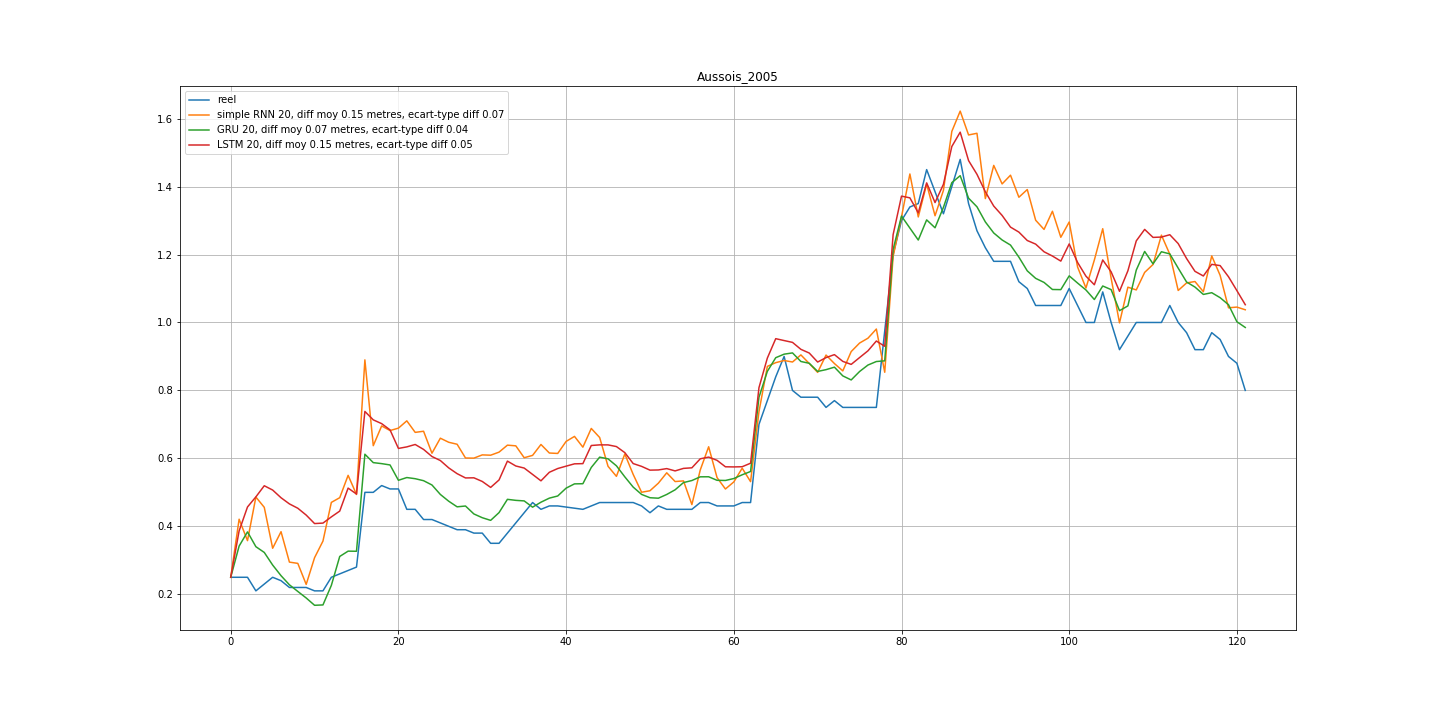 Aussois_2005
reel
simple RNN 20, diff moy 0.15 metres, ecart-type diff 0.07
GRU 20, diff moy 0.07 metres, ecart-type diff 0.04
LSTM 20, diff moy 0.15 metres, ecart-type diff 0.05
1.6
1.4
1.2
1.0
0.8
0.6
0.4
0.2
0 20 40 60 80 100 120